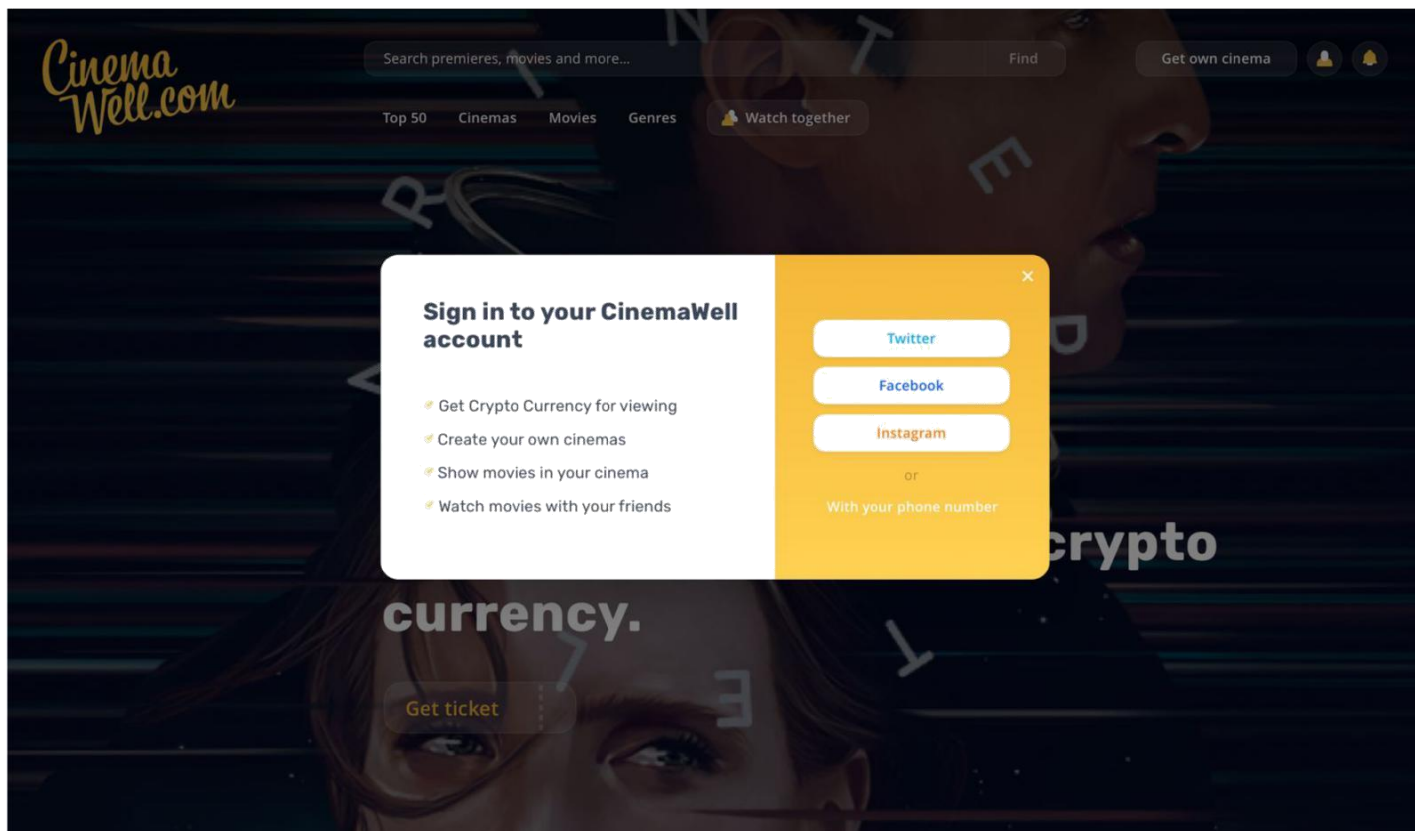 Cinema
Well.com
Search premieres, movies and more...
Find
Get own cinema
Top 50
Cinemas
Movies
Genres
Watch together
Sign in to your CinemaWell
account
Get Crypto Currency for viewing
Create your own cinemas
Show movies in your cinema
Watch movies with your friends
Twitter
Facebook
Instagram
or
With your phone number
crypto
currency.
Get ticket